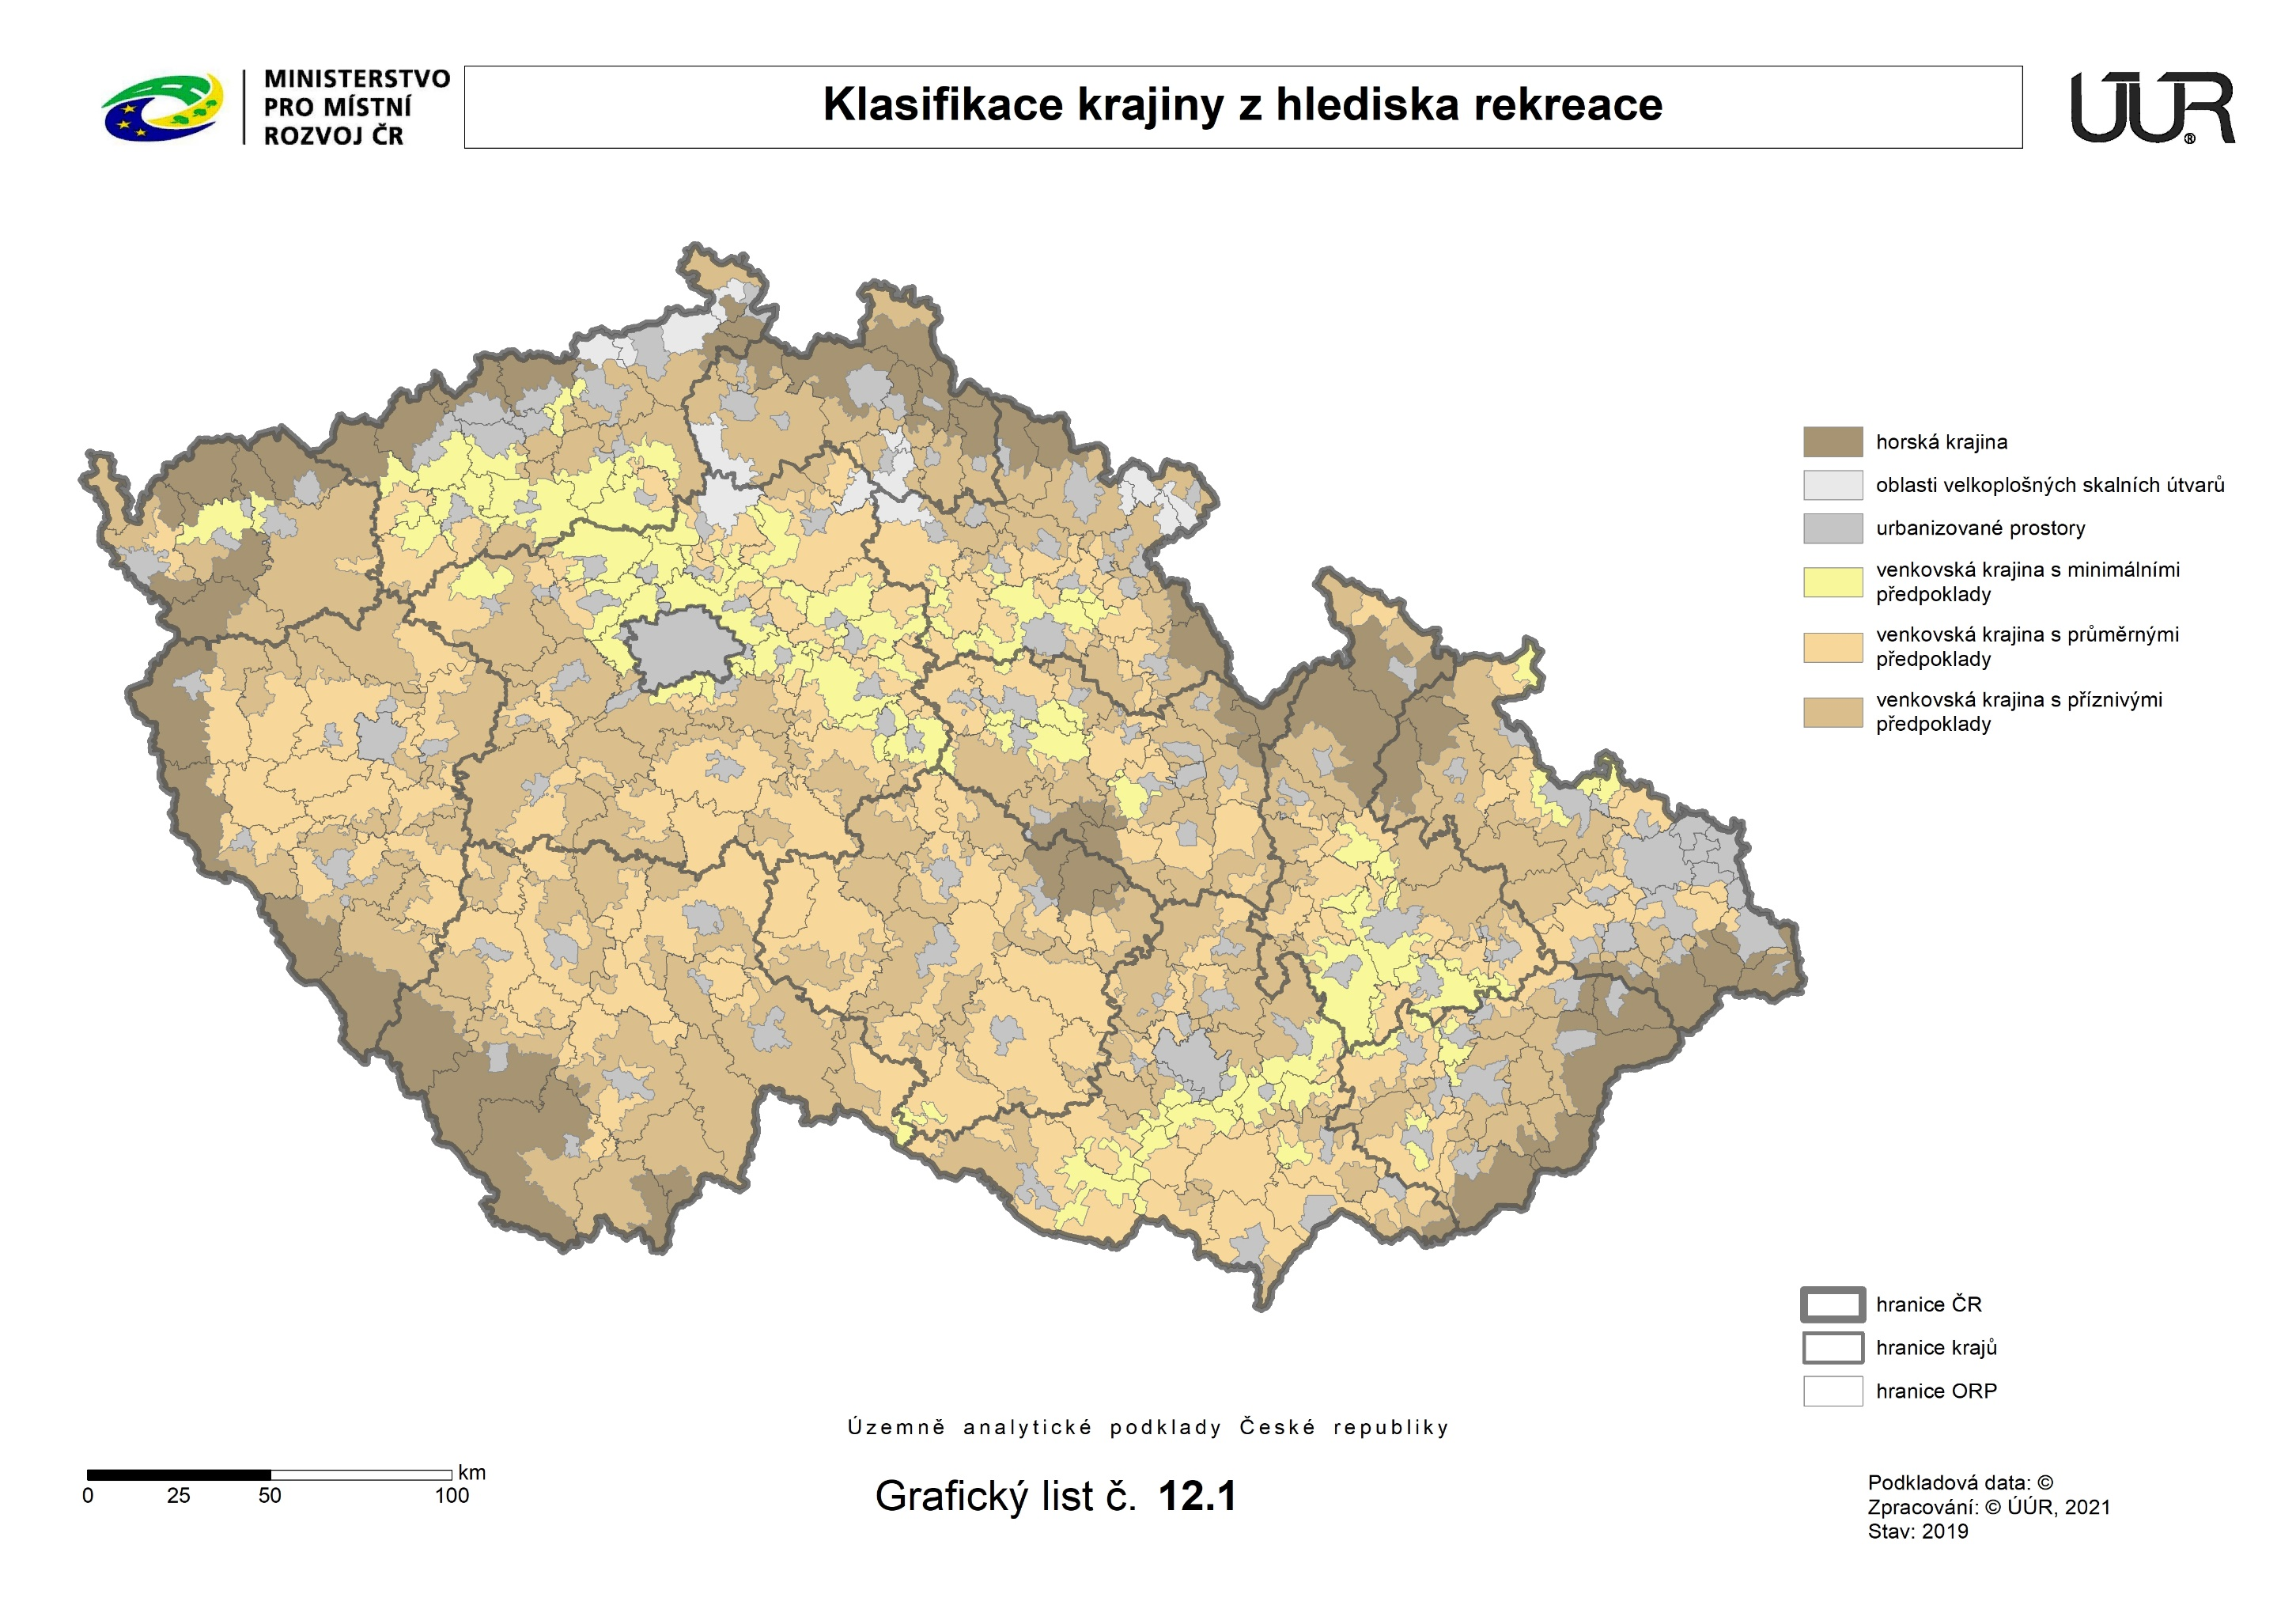 MINISTERSTVO
PRO MÍSTNÍ
ROZVOJ ČR
Klasifikace krajiny z hlediska rekreace
ÚÚR®
horská krajina
oblasti velkoplošných skalních útvarů
urbanizované prostory
venkovská krajina s minimálními
předpoklady
venkovská krajina s průměrnými
předpoklady
venkovská krajina s příznivými
předpoklady
hranice ČR
hranice krajů
hranice ORP
Územně analytické podklady České republiky
Grafický list č. 12.1
km
0 25 50 100
Podkladová data: ©
Zpracování: © ÚÚR, 2021
Stav: 2019